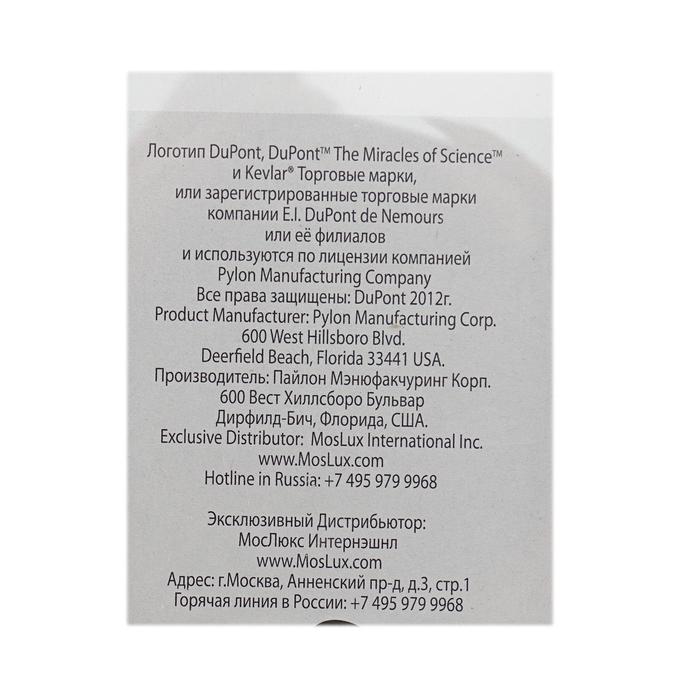 Логотип DuPont, DuPont™ The Miracles of Science™
и Kevlar® Торговые марки,
или зарегистрированные торговые марки
компании E.I. DuPont de Nemours
или её филиалов
и используются по лицензии компанией
Pylon Manufacturing Company
Все права защищены: DuPont 2012г.
Product Manufacturer: Pylon Manufacturing Corp.
600 West Hillsboro Blvd.
Deerfield Beach, Florida 33441 USA.
Производитель: Пайлон Мэнюфакчуринг Корп.
600 Вест Хиллсборо Бульвар
Дирфилд-Бич, Флорида, США.
Exclusive Distributor: MosLux International Inc.
www.MosLux.com
Hotline in Russia: +7 495 979 9968
Эксклюзивный Дистрибьютор:
МосЛюкс Интернэшнл
www.MosLux.com
Адрес: г.Москва, Анненский пр-д, д.3, стр.1
Горячая линия в России: +7 495 979 9968